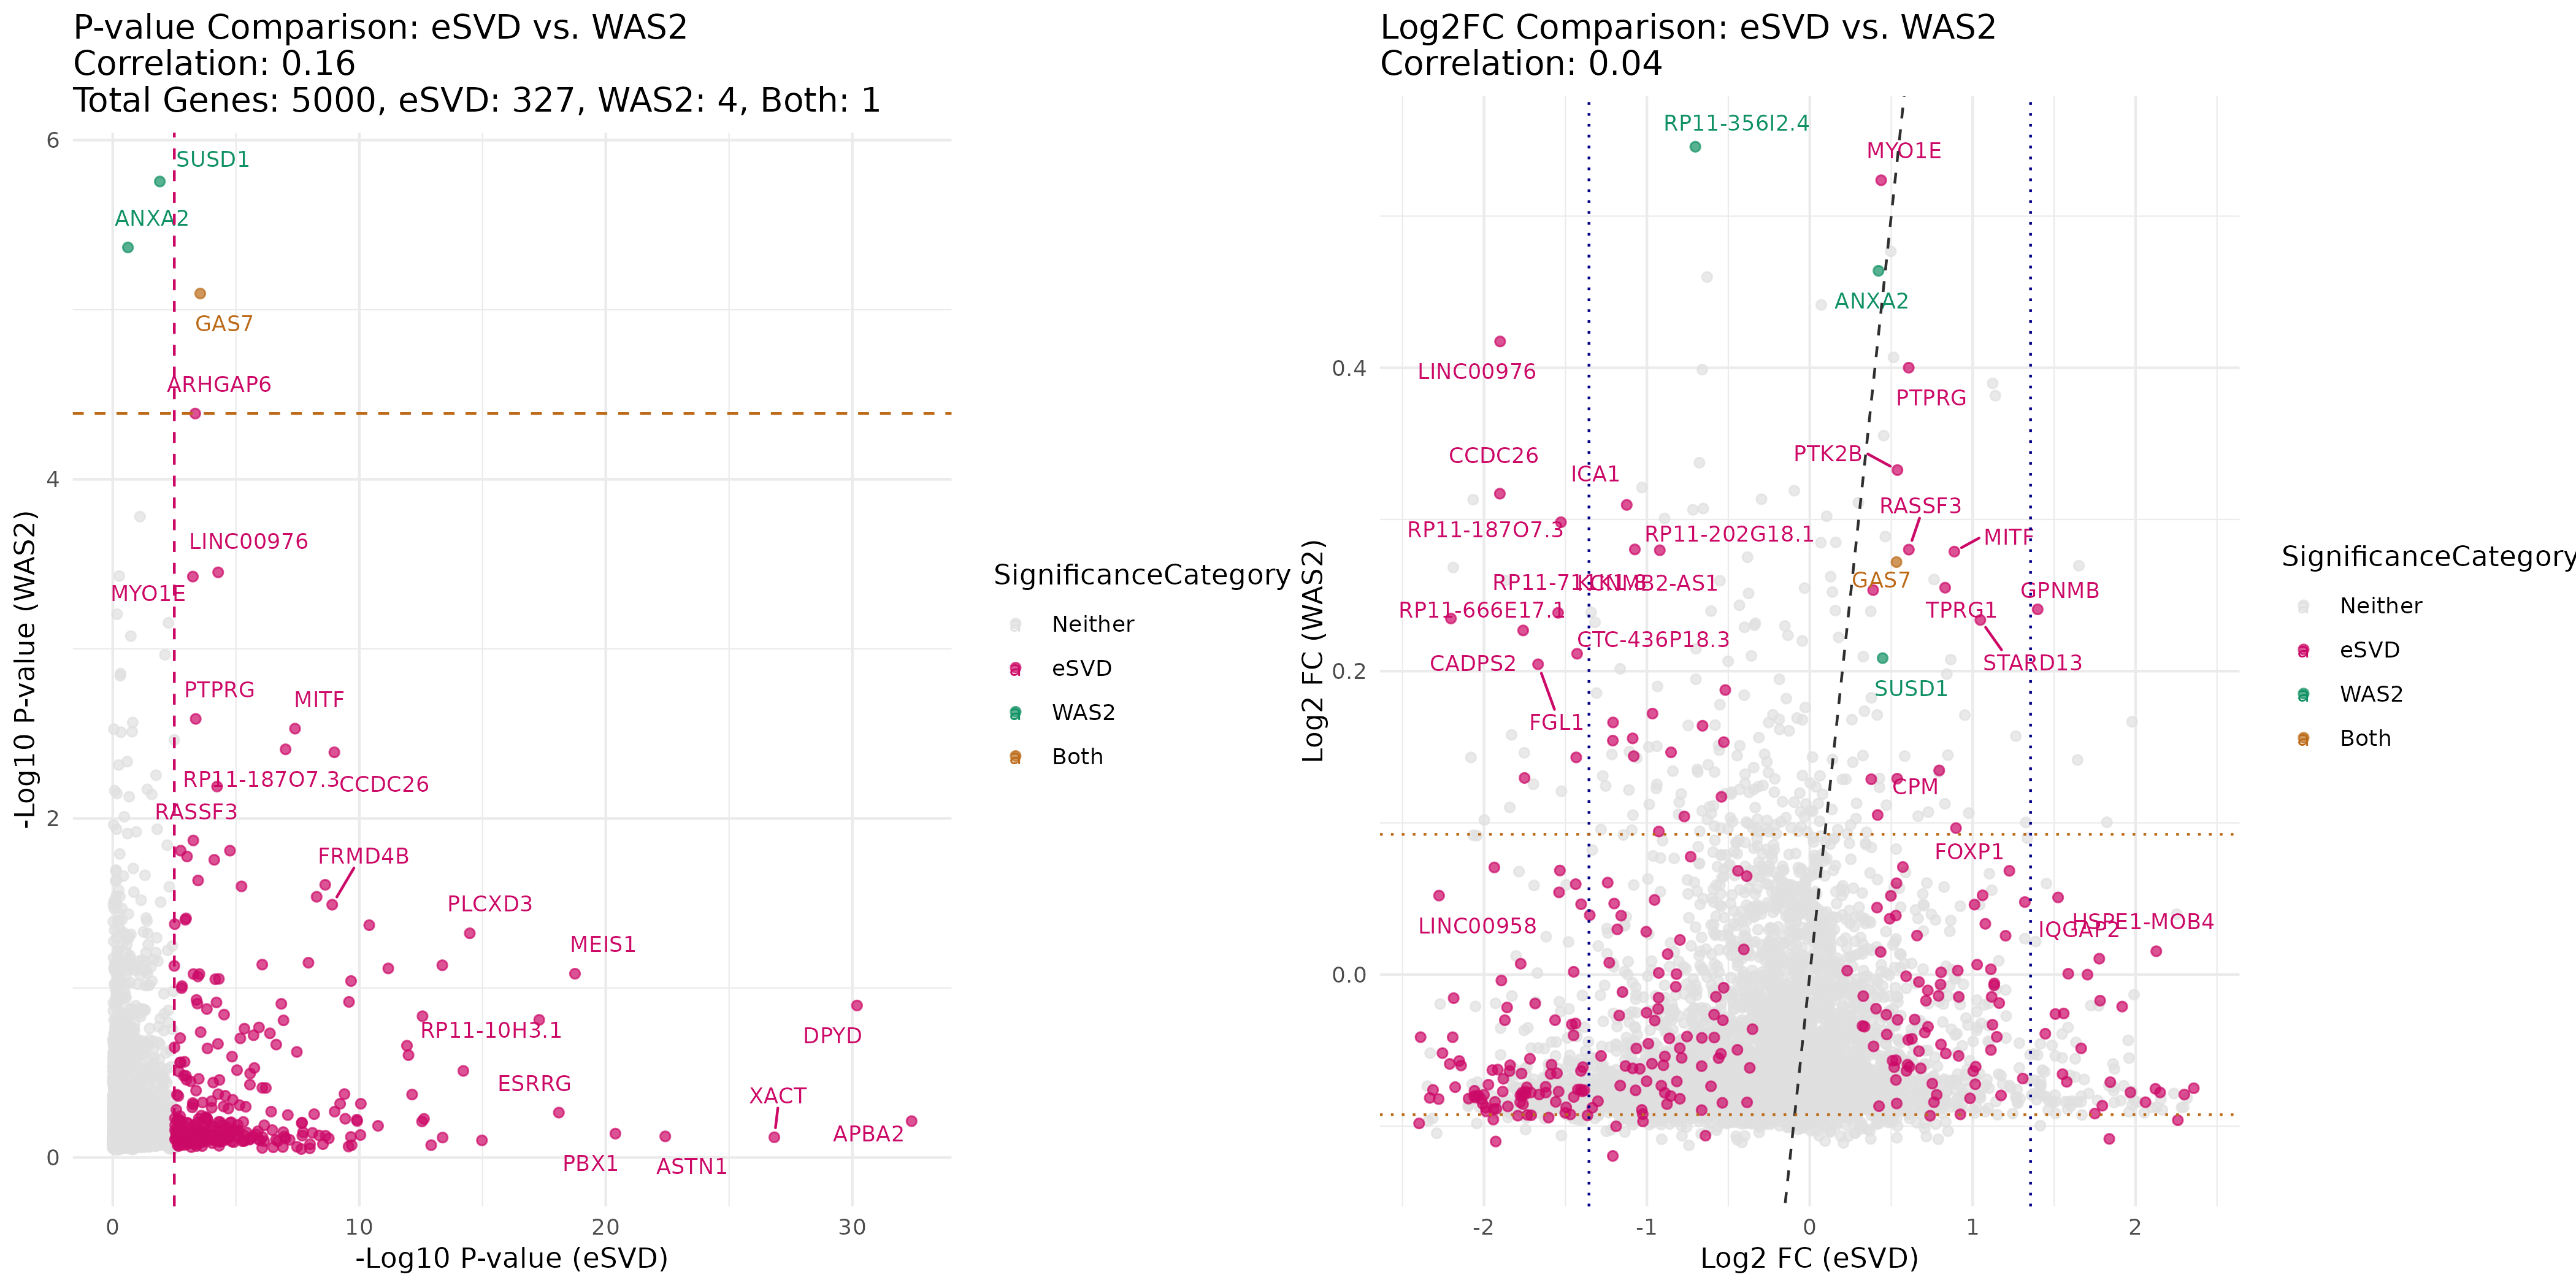 P-value Comparison: eSVD vs. WAS2
Correlation: 0.16
Total Genes: 5000, eSVD: 327, WAS2: 4, Both: 1
6
4
2
0
-Log10 P-value (WAS2)
SUSD1
ANXA2
GAS7
ARHGAP6
LINC00976
MYO1E
PTPRG
MITF
RP11-187O7.3
CCDC26
RASSF3
FRMD4B
PLCXD3
MEIS1
RP11-10H3.1
DPYD
ESRRG
XACT
APBA2
PBX1
ASTN1
0
10
20
30
-Log10 P-value (eSVD)
SignificanceCategory
Neither
eSVD
WAS2
Both
Log2FC Comparison: eSVD vs. WAS2
Correlation: 0.04
0.4
0.2
0.0
Log2 FC (WAS2)
RP11-356I2.4
MYO1E
ANXA2
LINC00976
PTPRG
CCDC26
PTK2B
ICA1
RASSF3
RP11-187O7.3
RP11-202G18.1
MITF
GAS7
KCNMB2-AS1
GPNMB
RP11-666E17.1
TPRG1
CTC-436P18.3
CADPS2
STARD13
SUSD1
FGL1
CPM
FOXP1
LINC00958
IQGAP2
HSPE1-MOB4
-2
-1
0
1
2
Log2 FC (eSVD)
SignificanceCategory
Neither
eSVD
WAS2
Both